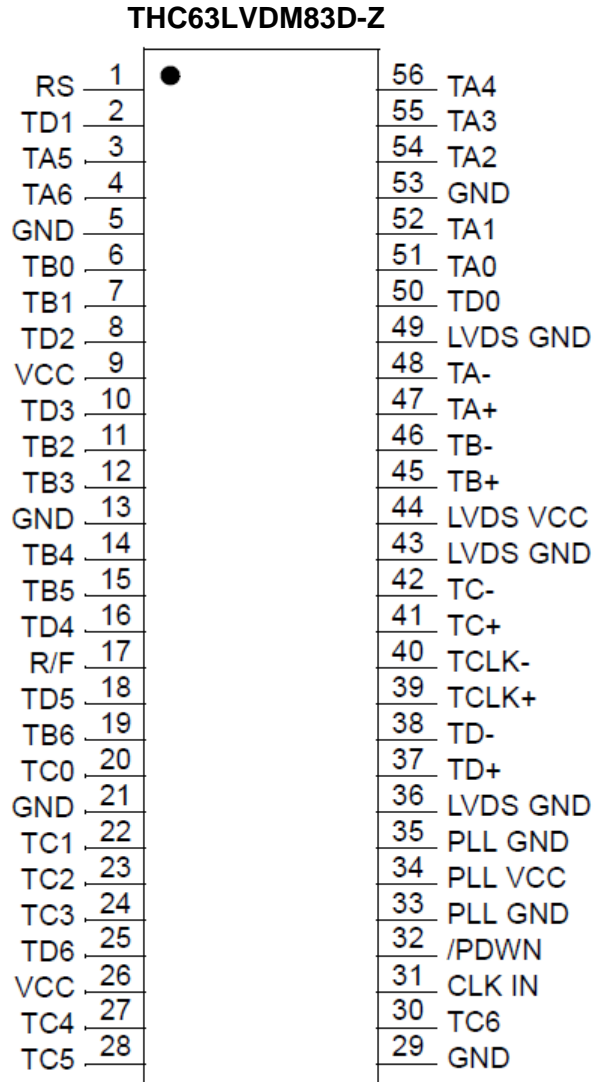 THC63LVDM83D-Z
RS 1 56 TA4
TD1 2 55 TA3
TA5 3 54 TA2
TA6 4 53 GND
GND 5 52 TA1
TB0 6 51 TA0
TB1 7 50 TD0
TD2 8 49 LVDS GND
VCC 9 48 TA-
TD3 10 47 TA+
TB2 11 46 TB-
TB3 12 45 TB+
GND 13 44 LVDS VCC
TB4 14 43 LVDS GND
TB5 15 42 TC-
TD4 16 41 TC+
R/F 17 40 TCLK-
TD5 18 39 TCLK+
TB6 19 38 TD-
TC0 20 37 TD+
GND 21 36 LVDS GND
TC1 22 35 PLL GND
TC2 23 34 PLL VCC
TC3 24 33 PLL GND
TD6 25 32 /PDWN
VCC 26 31 CLK IN
TC4 27 30 TC6
TC5 28 29 GND